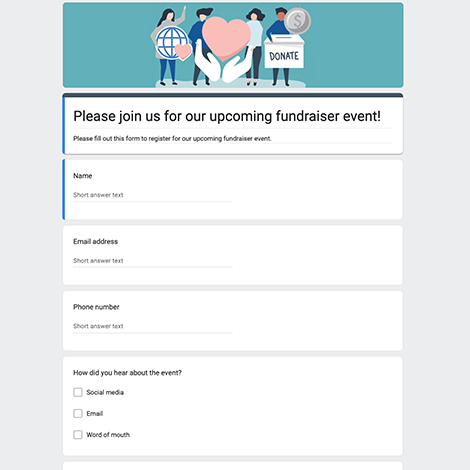 DONATE
Please join us for our upcoming fundraiser event!
Please fill out this form to register for our upcoming fundraiser event.
Name
Short answer text
Email address
Short answer text
Phone number
Short answer text
How did you hear about the event?
Social media
Email
Word of mouth